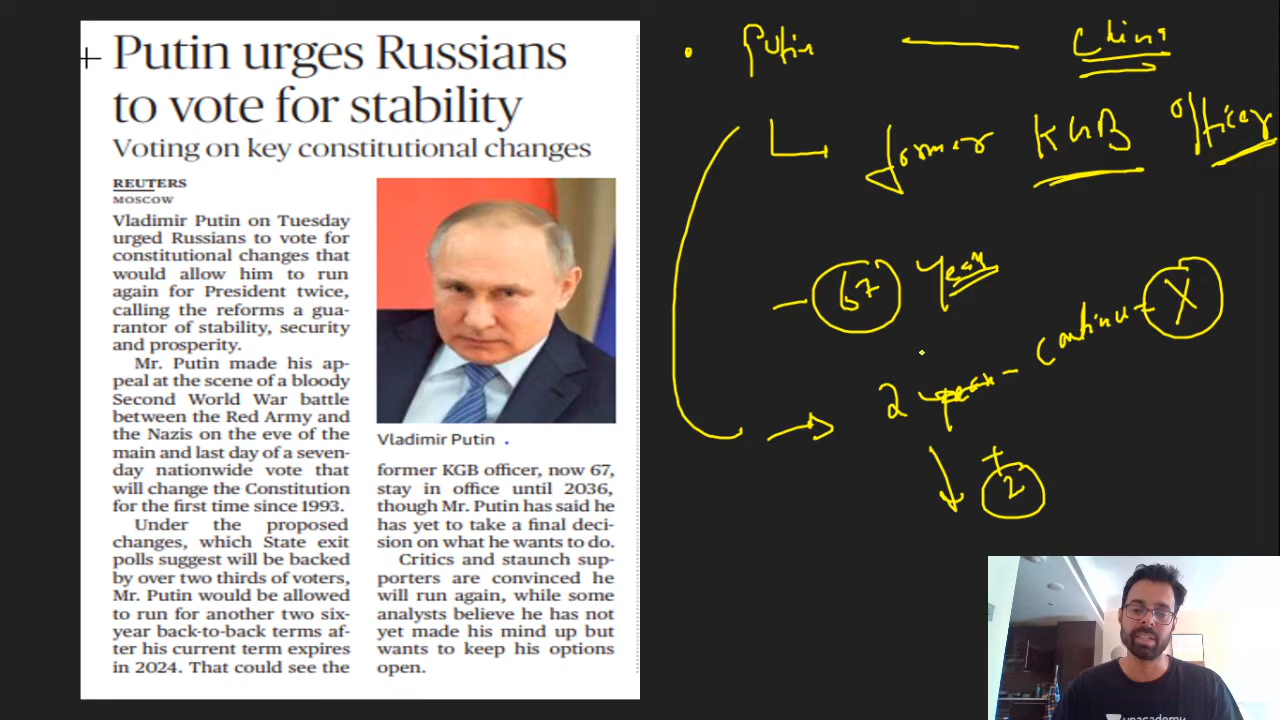 Putin urges Russians
to vote for stability
Voting on key constitutional changes
REUTERS
MOSCOW
Vladimir Putin on Tuesday
urged Russians to vote for
constitutional changes that
would allow him to run
again for President twice,
calling the reforms a gua-
rantor of stability, security
and prosperity.
Mr. Putin made his ap-
peal at the scene of a bloody
Second World War battle
between the Red Army and
the Nazis on the eve of the
main and last day of a seven-
day nationwide vote that
will change the Constitution
for the first time since 1993.
Under the proposed
changes, which State exit
polls suggest will be backed
by over two thirds of voters,
Mr. Putin would be allowed
to run for another two six-
year back-to-back terms af-
ter his current term expires
in 2024. That could see the
Vladimir Putin
former KGB officer, now 67,
stay in office until 2036,
though Mr. Putin has said he
has yet to take a final deci-
sion on what he wants to do.
Critics and staunch sup-
porters are convinced he
will run again, while some
analysts believe he has not
yet made his mind up but
wants to keep his options
open.
Putin China
former KGB officer
67 years
2 continue X
+
2
unacademy